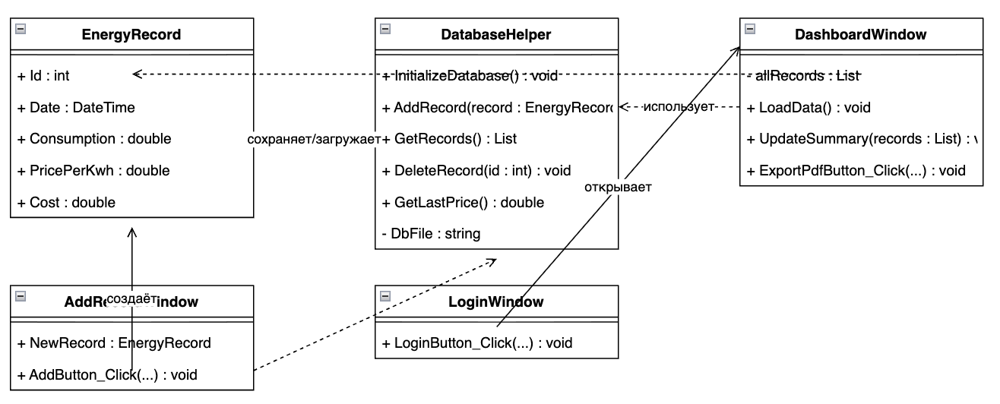 EnergyRecord
+ Id : int
+ Date : DateTime
+ Consumption : double
+ PricePerKwh : double
+ Cost : double
сохраняет/загружает
DatabaseHelper
+ InitializeDatabase() : void
+ AddRecord(record : EnergyRecor
+ GetRecords() : List
+ DeleteRecord(id : int) : void
+ GetLastPrice() : double
- DbFile : string
использует
открывает
DashboardWindow
- allRecords : List
+ LoadData() : void
+ UpdateSummary(records : List) :
+ ExportPdfButton_Click(...) : void
создаёт
+ NewRecord : EnergyRecord
+ AddButton_Click(...) : void
LoginWindow
+ LoginButton_Click(...) : void